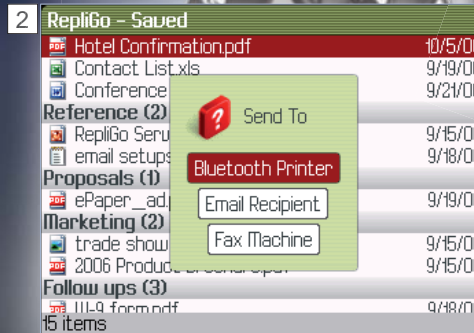 2
RepliGo - Saved
Hotel Confirmation.pdf 10/5/0
Contact List.xls 9/19/0
Conference 9/21/0
Reference (2)
RepliGo 9/15/0
email setups 9/18/0
Proposals (1)
ePaper_ad 9/19/0
Marketing (2)
trade show 9/15/0
2006 Product 9/15/0
Follow ups (3)
W-9 form.pdf 9/18/0
15 items
Send To
Bluetooth Printer
Email Recipient
Fax Machine